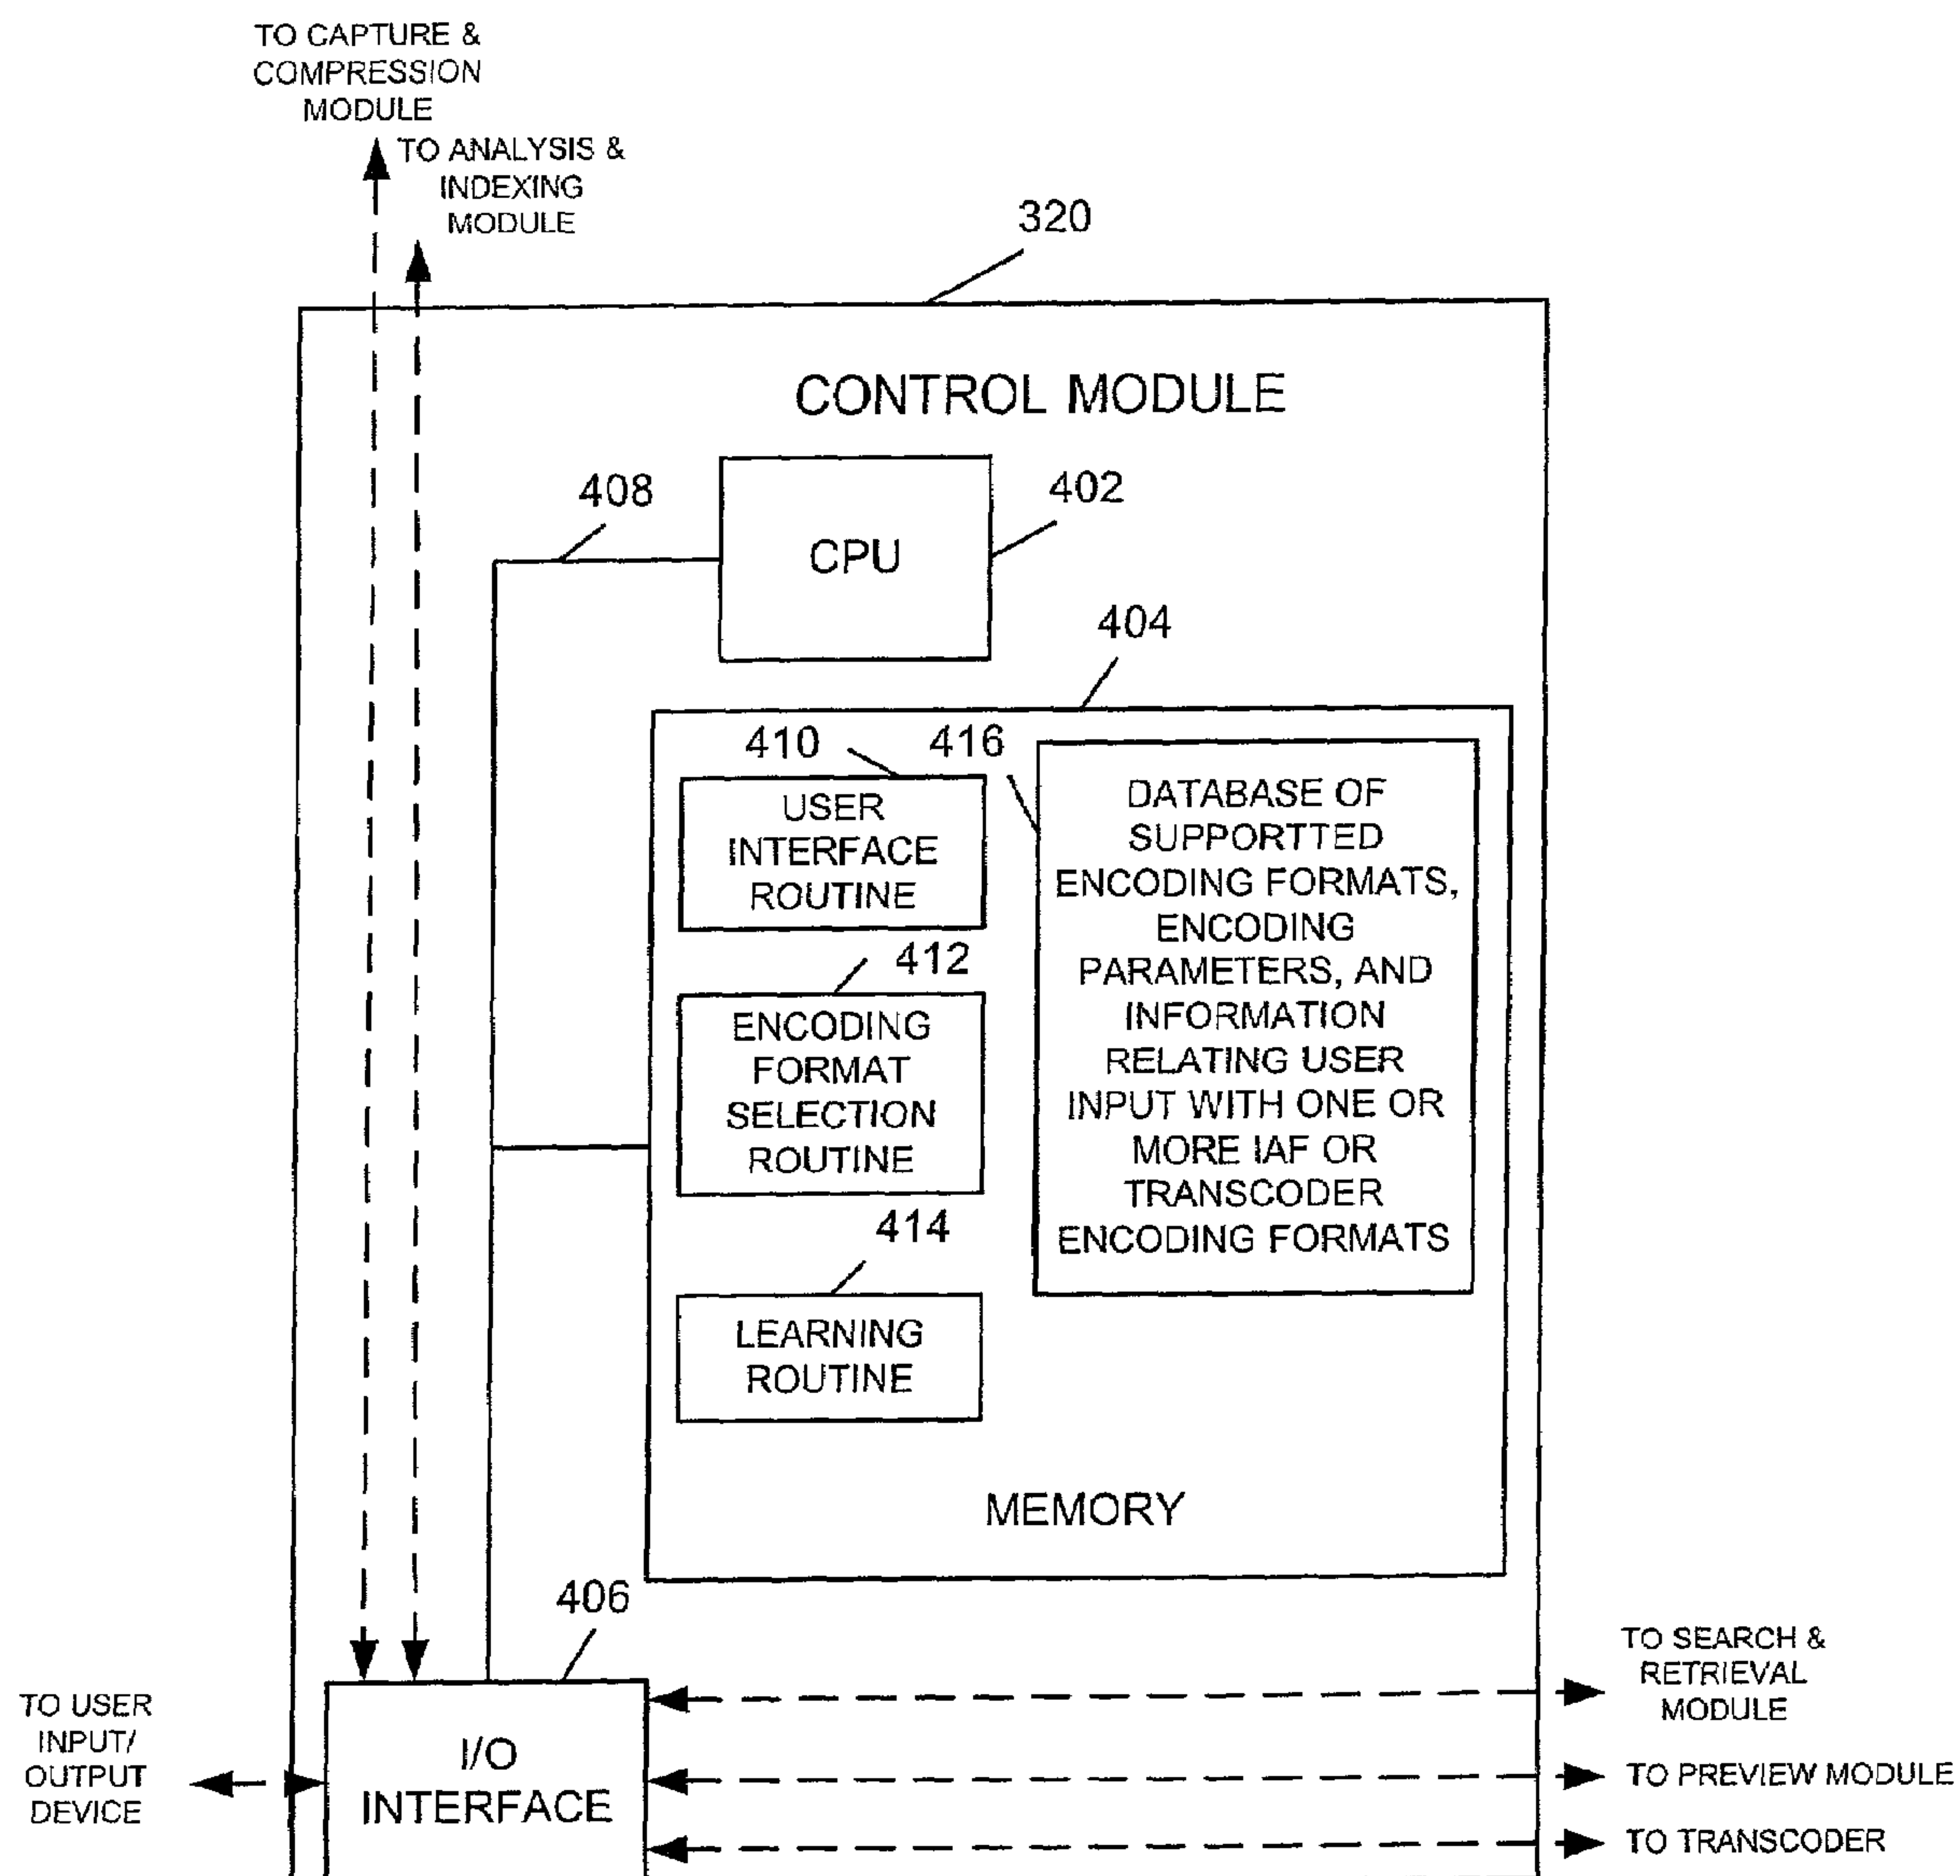 TO CAPTURE &
COMPRESSION
MODULE
TO ANALYSIS &
INDEXING
MODULE
320
CONTROL MODULE
408
402
CPU
404
410
416
USER
INTERFACE
ROUTINE
DATABASE OF
SUPPORTTED
ENCODING FORMATS,
ENCODING
PARAMETERS, AND
INFORMATION
RELATING USER
INPUT WITH ONE OR
MORE IAF OR
TRANSCODER
ENCODING FORMATS
412
ENCODING
FORMAT
SELECTION
ROUTINE
414
LEARNING
ROUTINE
MEMORY
406
TO USER
INPUT/
OUTPUT
DEVICE
I/O
INTERFACE
TO SEARCH &
RETRIEVAL
MODULE
TO PREVIEW MODULE
TO TRANSCODER